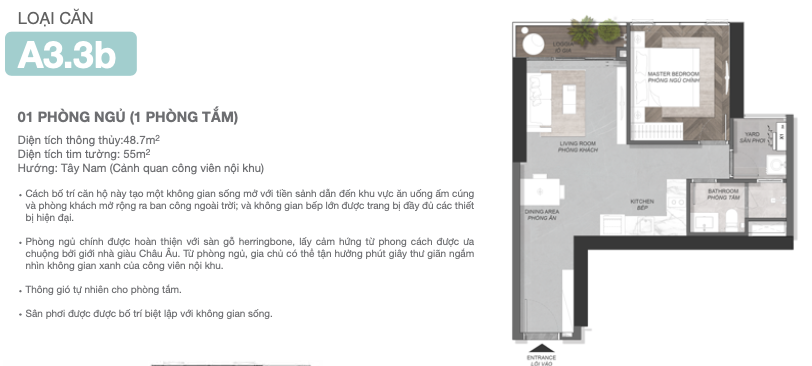 LOẠI CĂN
A3.3b
01 PHÒNG NGỦ (1 PHÒNG TẮM)
Diện tích thông thủy:48.7m²
Diện tích tim tường: 55m²
Hướng: Tây Nam (Cảnh quan công viên nội khu)
• Cách bố trí căn hộ này tạo một không gian sống mở với tiền sảnh dẫn đến khu vực ăn uống ấm cúng
và phòng khách mở rộng ra ban công ngoài trời; và không gian bếp lớn được trang bị đầy đủ các thiết
bị hiện đại.
• Phòng ngủ chính được hoàn thiện với sàn gỗ herringbone, lấy cảm hứng từ phong cách được ưa
chuộng bởi giới nhà giàu Châu Âu. Từ phòng ngủ, gia chủ có thể tận hưởng phút giây thư giãn ngắm
nhìn không gian xanh của công viên nội khu.
• Thông gió tự nhiên cho phòng tắm.
• Sân phơi được được bố trí biệt lập với không gian sống.
LOGGIA
LÔ GIA
MASTER BEDROOM
PHÒNG NGỦ CHÍNH
LIVING ROOM
PHÒNG KHÁCH
YARD
SÂN PHƠI
BATHROOM
PHÒNG TẮM
KITCHEN
BẾP
DINING AREA
PHÒNG ĂN
ENTRANCE
LỐI VÀO